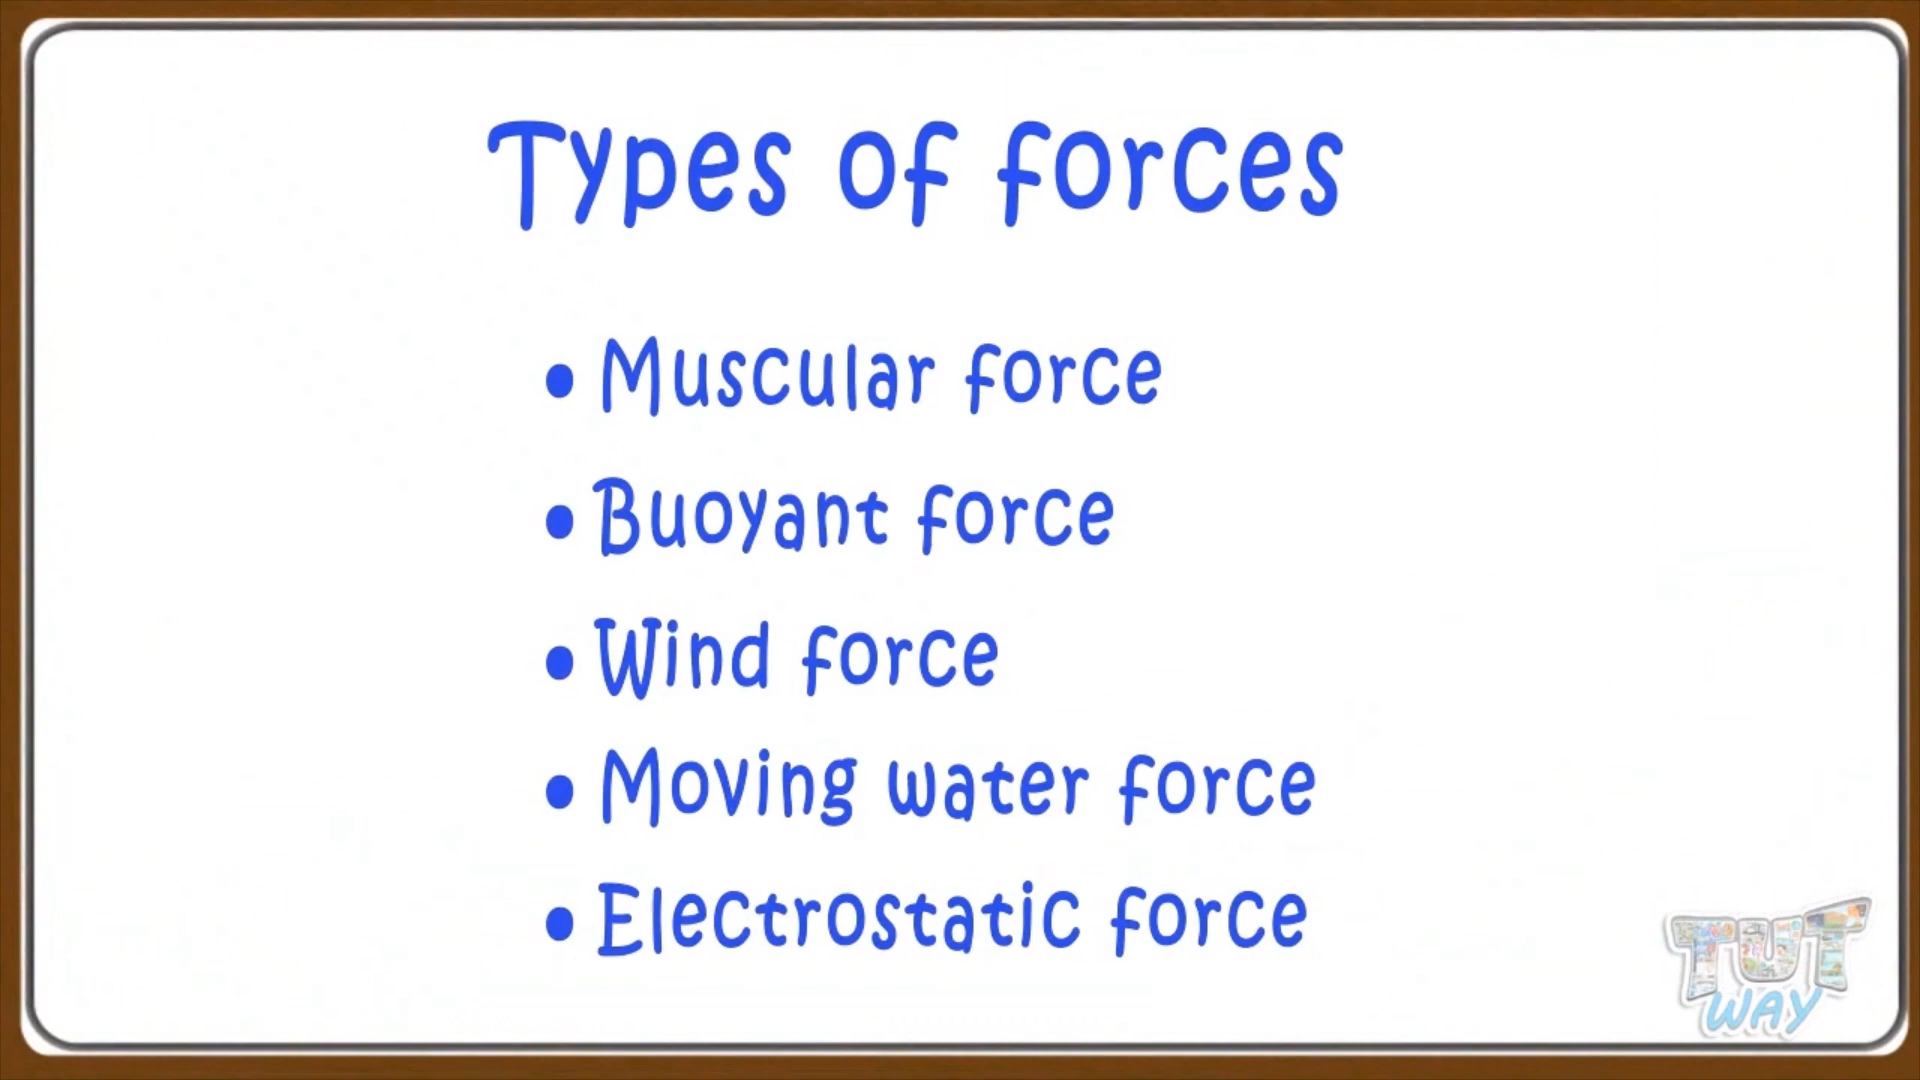 Types of forces
• Muscular force
• Buoyant force
• Wind force
• Moving water force
• Electrostatic force
TUT
WAY